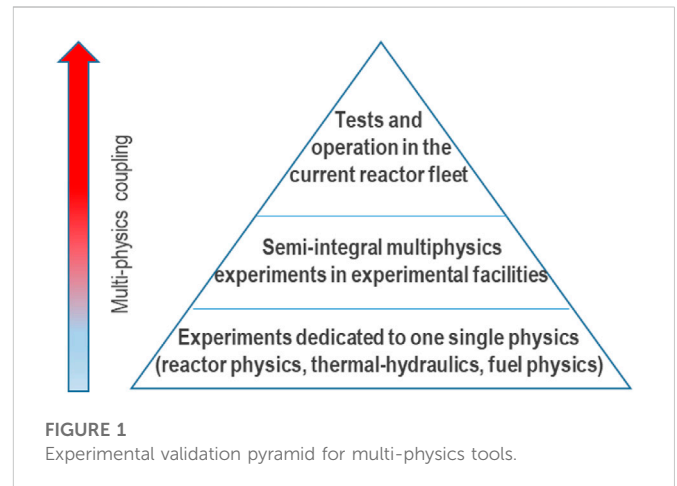 Multi-physics coupling
Tests and
operation in the
current reactor fleet
Semi-integral multiphysics
experiments in experimental facilities
Experiments dedicated to one single physics
(reactor physics, thermal-hydraulics, fuel physics)
FIGURE 1
Experimental validation pyramid for multi-physics tools.